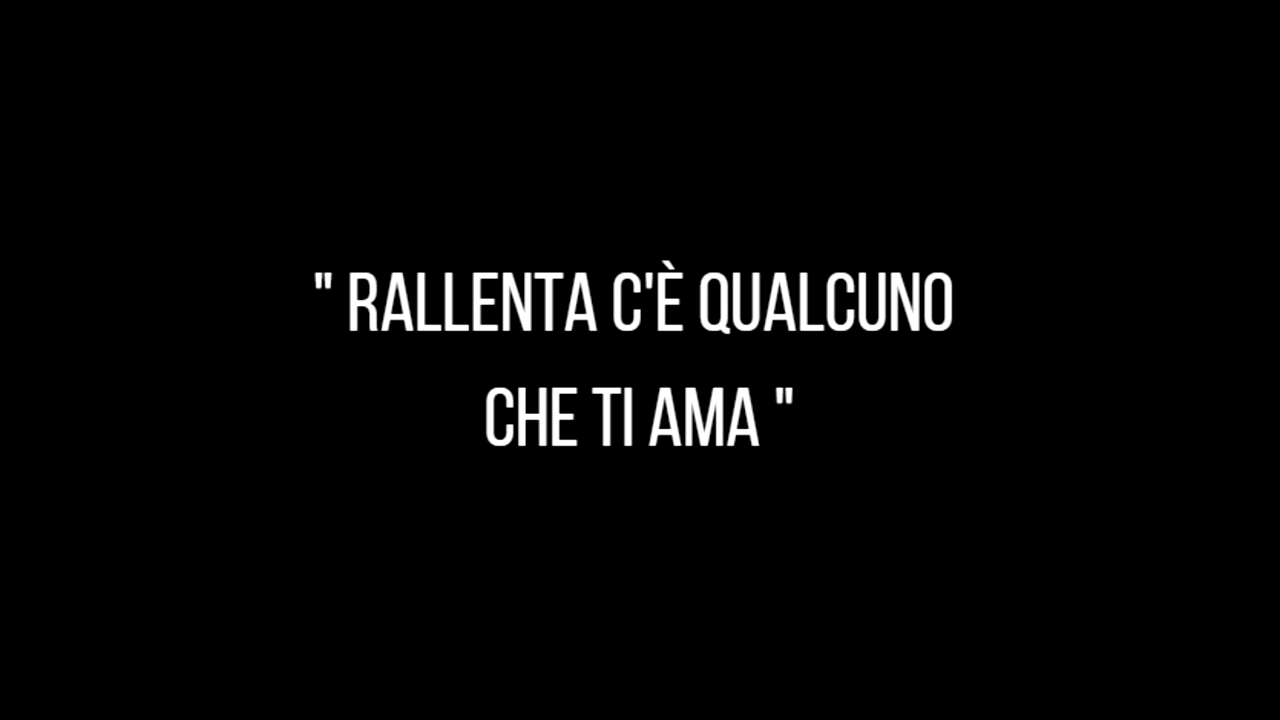 " RALLENTA C'È QUALCUNO
CHE TI AMA "